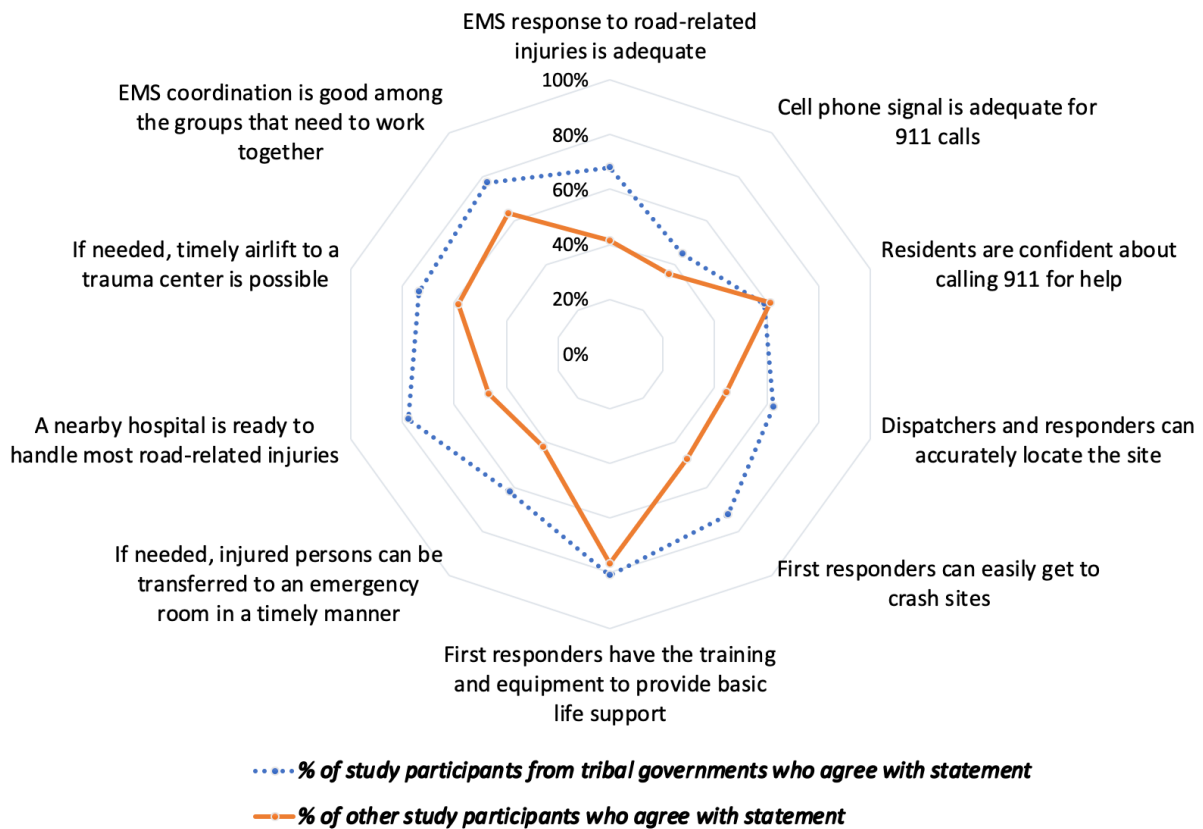 EMS response to road-related
injuries is adequate
100%
80%
60%
40%
20%
0%
Cell phone signal is adequate for
911 calls
Residents are confident about
calling 911 for help
Dispatchers and responders can
accurately locate the site
First responders can easily get to
crash sites
First responders have the training
and equipment to provide basic
life support
If needed, injured persons can be
transferred to an emergency
room in a timely manner
A nearby hospital is ready to
handle most road-related injuries
If needed, timely airlift to a
trauma center is possible
EMS coordination is good among
the groups that need to work
together
% of study participants from tribal governments who agree with statement
% of other study participants who agree with statement